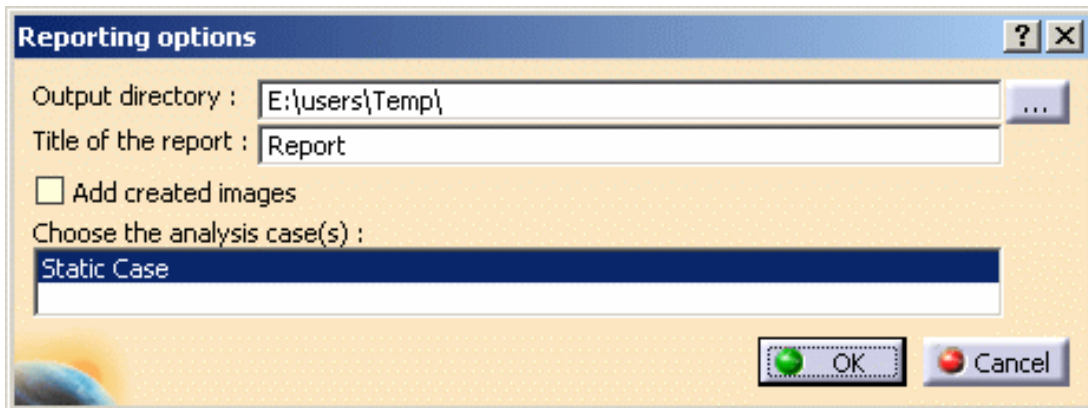 Reporting options
Output directory : E:\users\Temp\ ...
Title of the report : Report
Add created images
Choose the analysis case(s) :
Static Case
OK Cancel